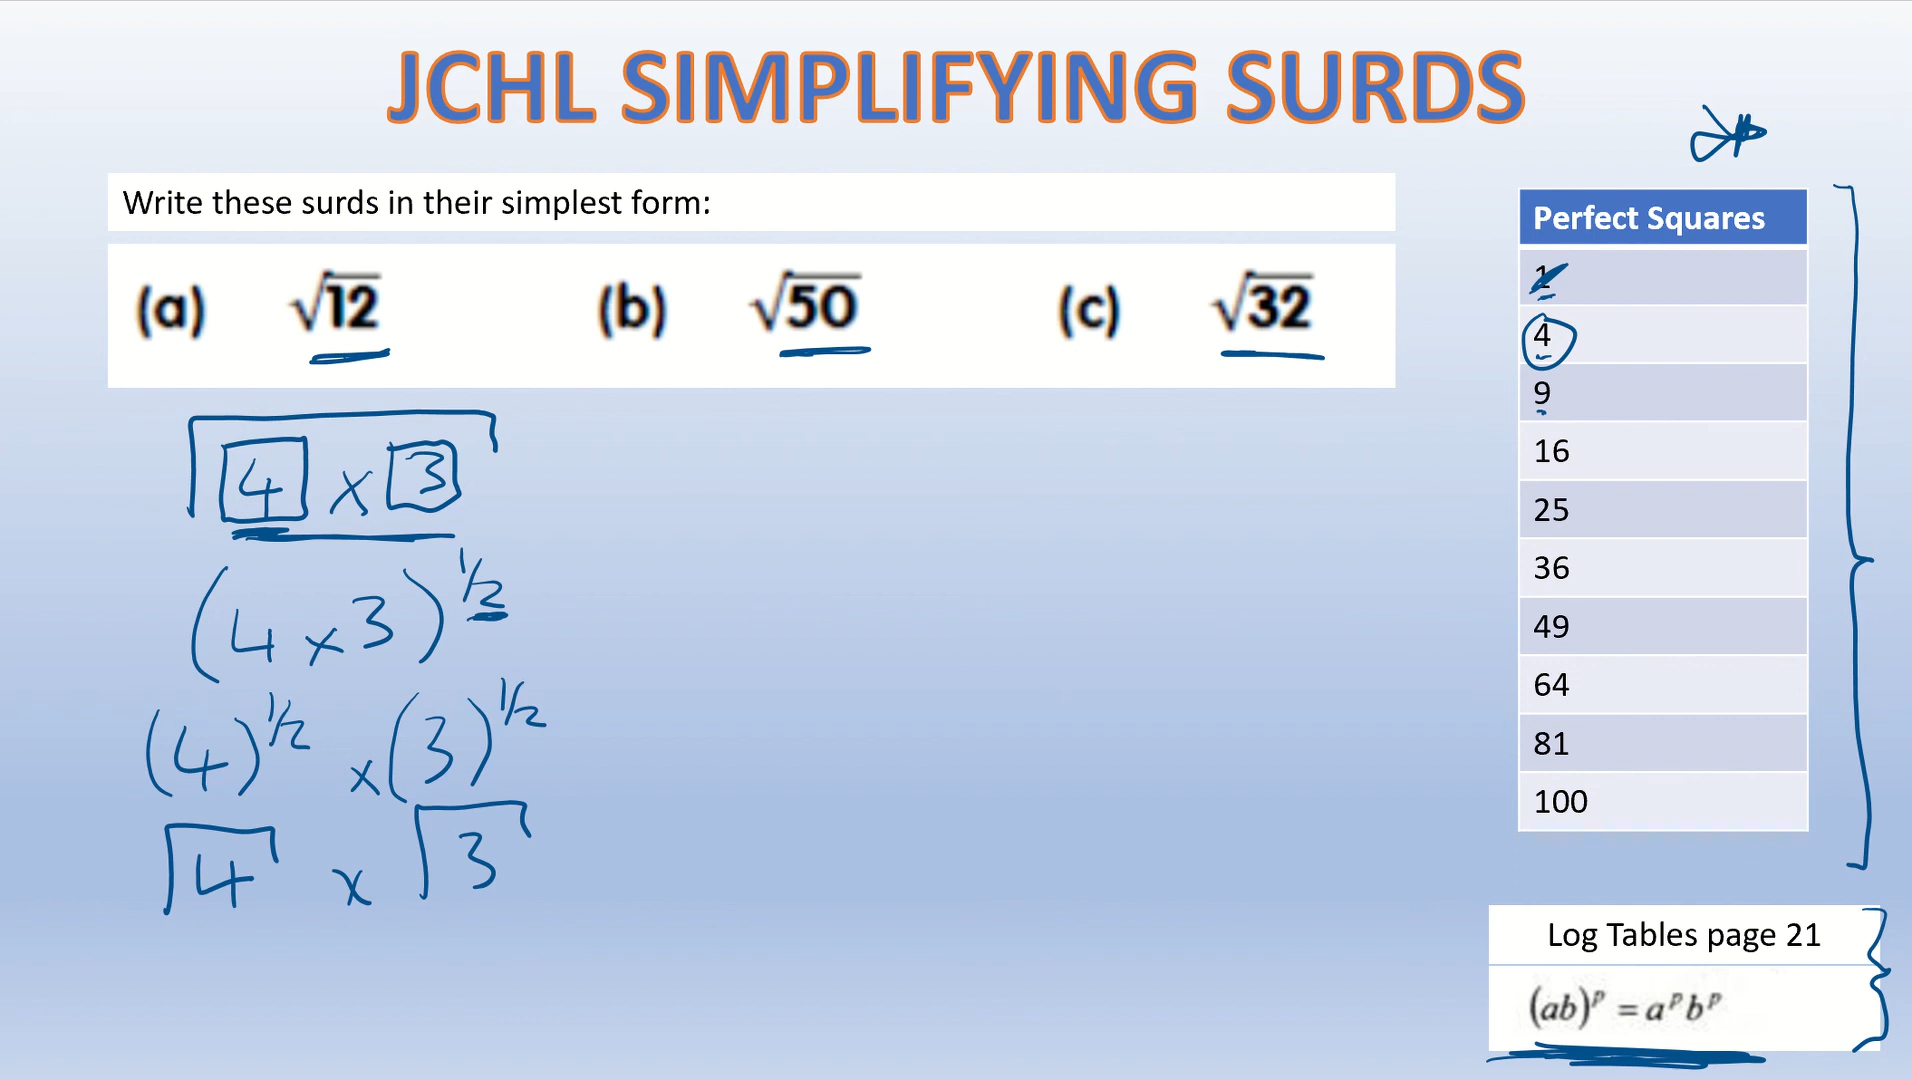 JCHL SIMPLIFYING SURDS
Write these surds in their simplest form:
(a) √12 (b) √50 (c) √32
√4 x 3
(4 x 3)^1/2
(4)^1/2 x (3)^1/2
√4 x √3
Perfect Squares
1
4
9
16
25
36
49
64
81
100
Log Tables page 21
(ab)^p = a^p b^p